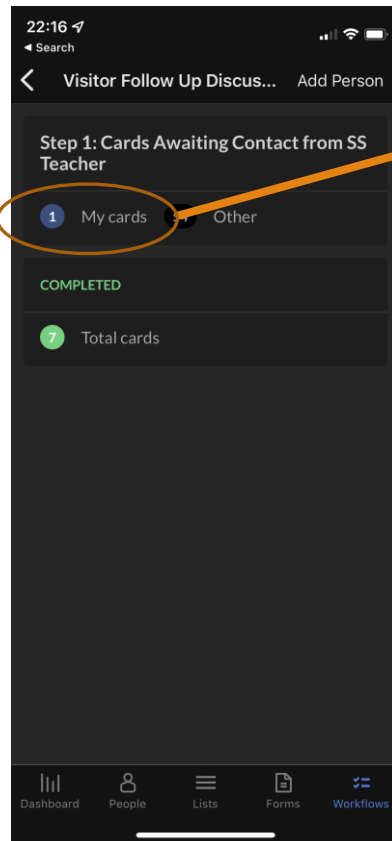 22:16
◀ Search
Visitor Follow Up Discus... Add Person
Step 1: Cards Awaiting Contact from SS
Teacher
1 My cards Other
COMPLETED
7 Total cards
Dashboard People Lists Forms Workflows